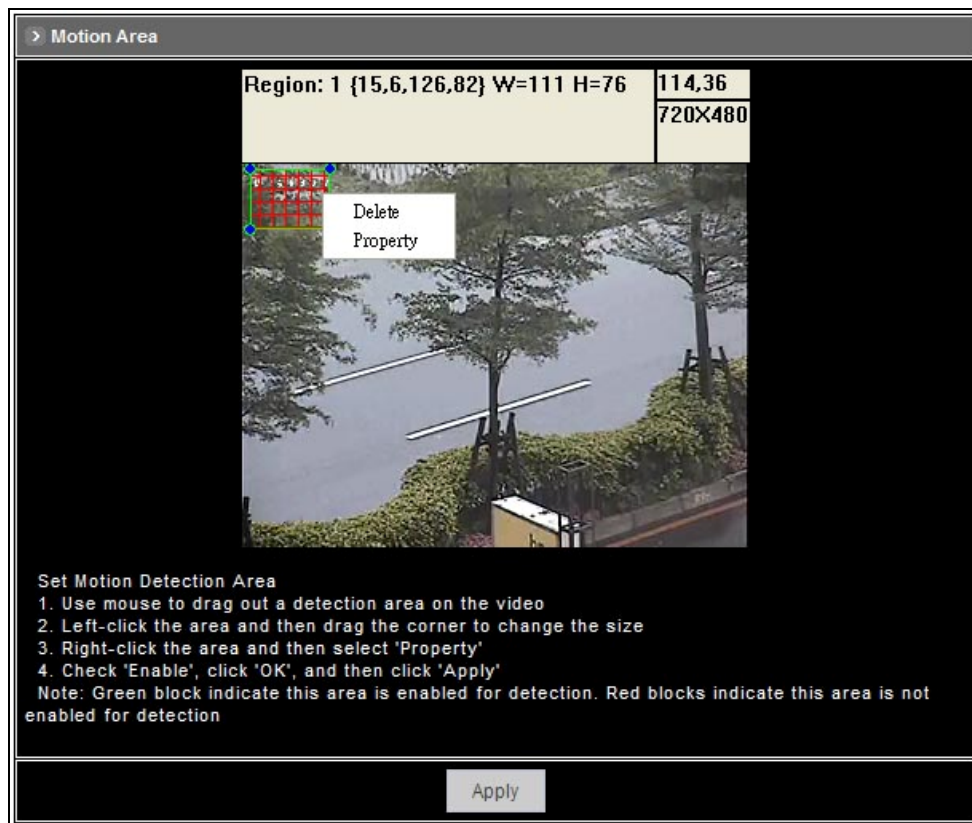 Motion Area
Region: 1 {15,6,126,82} W=111 H=76
114,36
720X480
Delete
Property
Set Motion Detection Area
1. Use mouse to drag out a detection area on the video
2. Left-click the area and then drag the corner to change the size
3. Right-click the area and then select 'Property'
4. Check 'Enable', click 'OK', and then click 'Apply'
Note: Green block indicate this area is enabled for detection. Red blocks indicate this area is not
enabled for detection
Apply